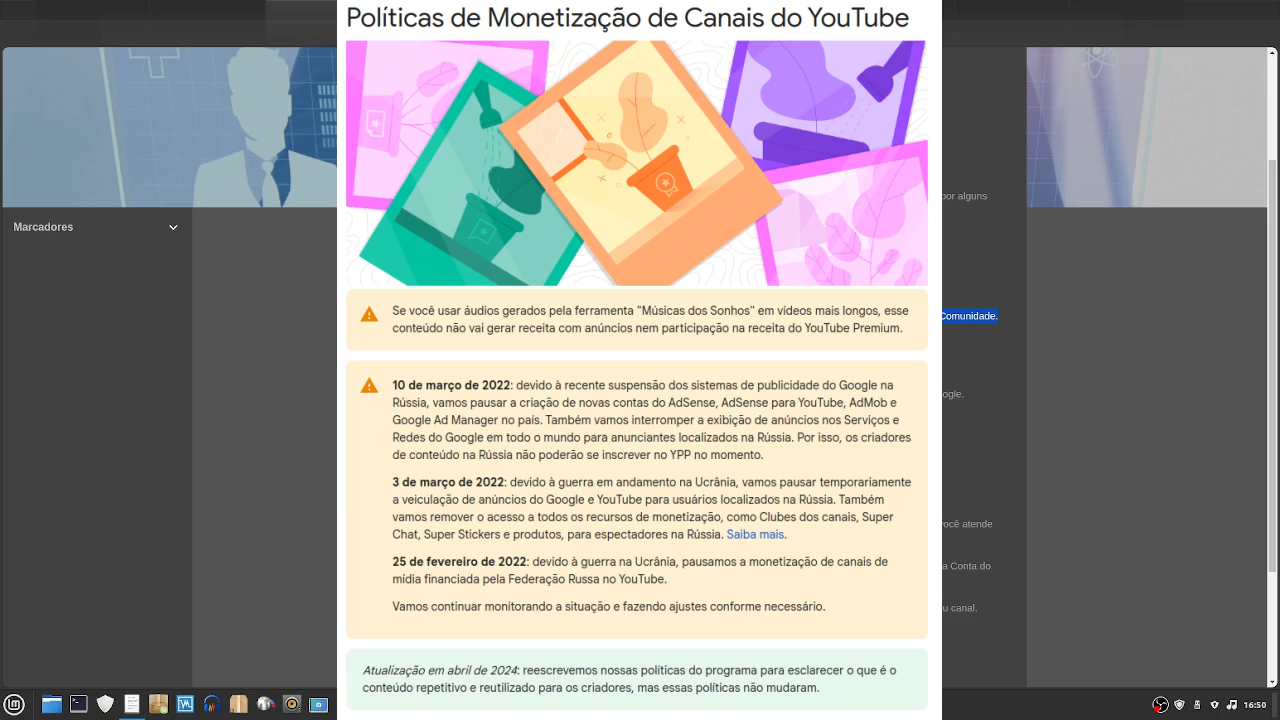 Políticas de Monetização de Canais do YouTube
Marcadores
Se você usar áudios gerados pela ferramenta "Músicas dos Sonhos" em vídeos mais longos, esse
conteúdo não vai gerar receita com anúncios nem participação na receita do YouTube Premium.
10 de março de 2022: devido à recente suspensão dos sistemas de publicidade do Google na
Rússia, vamos pausar a criação de novas contas do AdSense, AdSense para YouTube, AdMob e
Google Ad Manager no país. Também vamos interromper a exibição de anúncios nos Serviços e
Redes do Google em todo o mundo para anunciantes localizados na Rússia. Por isso, os criadores
de conteúdo na Rússia não poderão se inscrever no YPP no momento.
3 de março de 2022: devido à guerra em andamento na Ucrânia, vamos pausar temporariamente
a veiculação de anúncios do Google e YouTube para usuários localizados na Rússia. Também
vamos remover o acesso a todos os recursos de monetização, como Clubes dos canais, Super
Chat, Super Stickers e produtos, para espectadores na Rússia. Saiba mais.
25 de fevereiro de 2022: devido à guerra na Ucrânia, pausamos a monetização de canais de
mídia financiada pela Federação Russa no YouTube.
Vamos continuar monitorando a situação e fazendo ajustes conforme necessário.
Atualização em abril de 2024: reescrevemos nossas políticas do programa para esclarecer o que é o
conteúdo repetitivo e reutilizado para os criadores, mas essas políticas não mudaram.
por alguns
Comunidade.
ogle.
ocê atende
a Conta do
u canal.
16:50